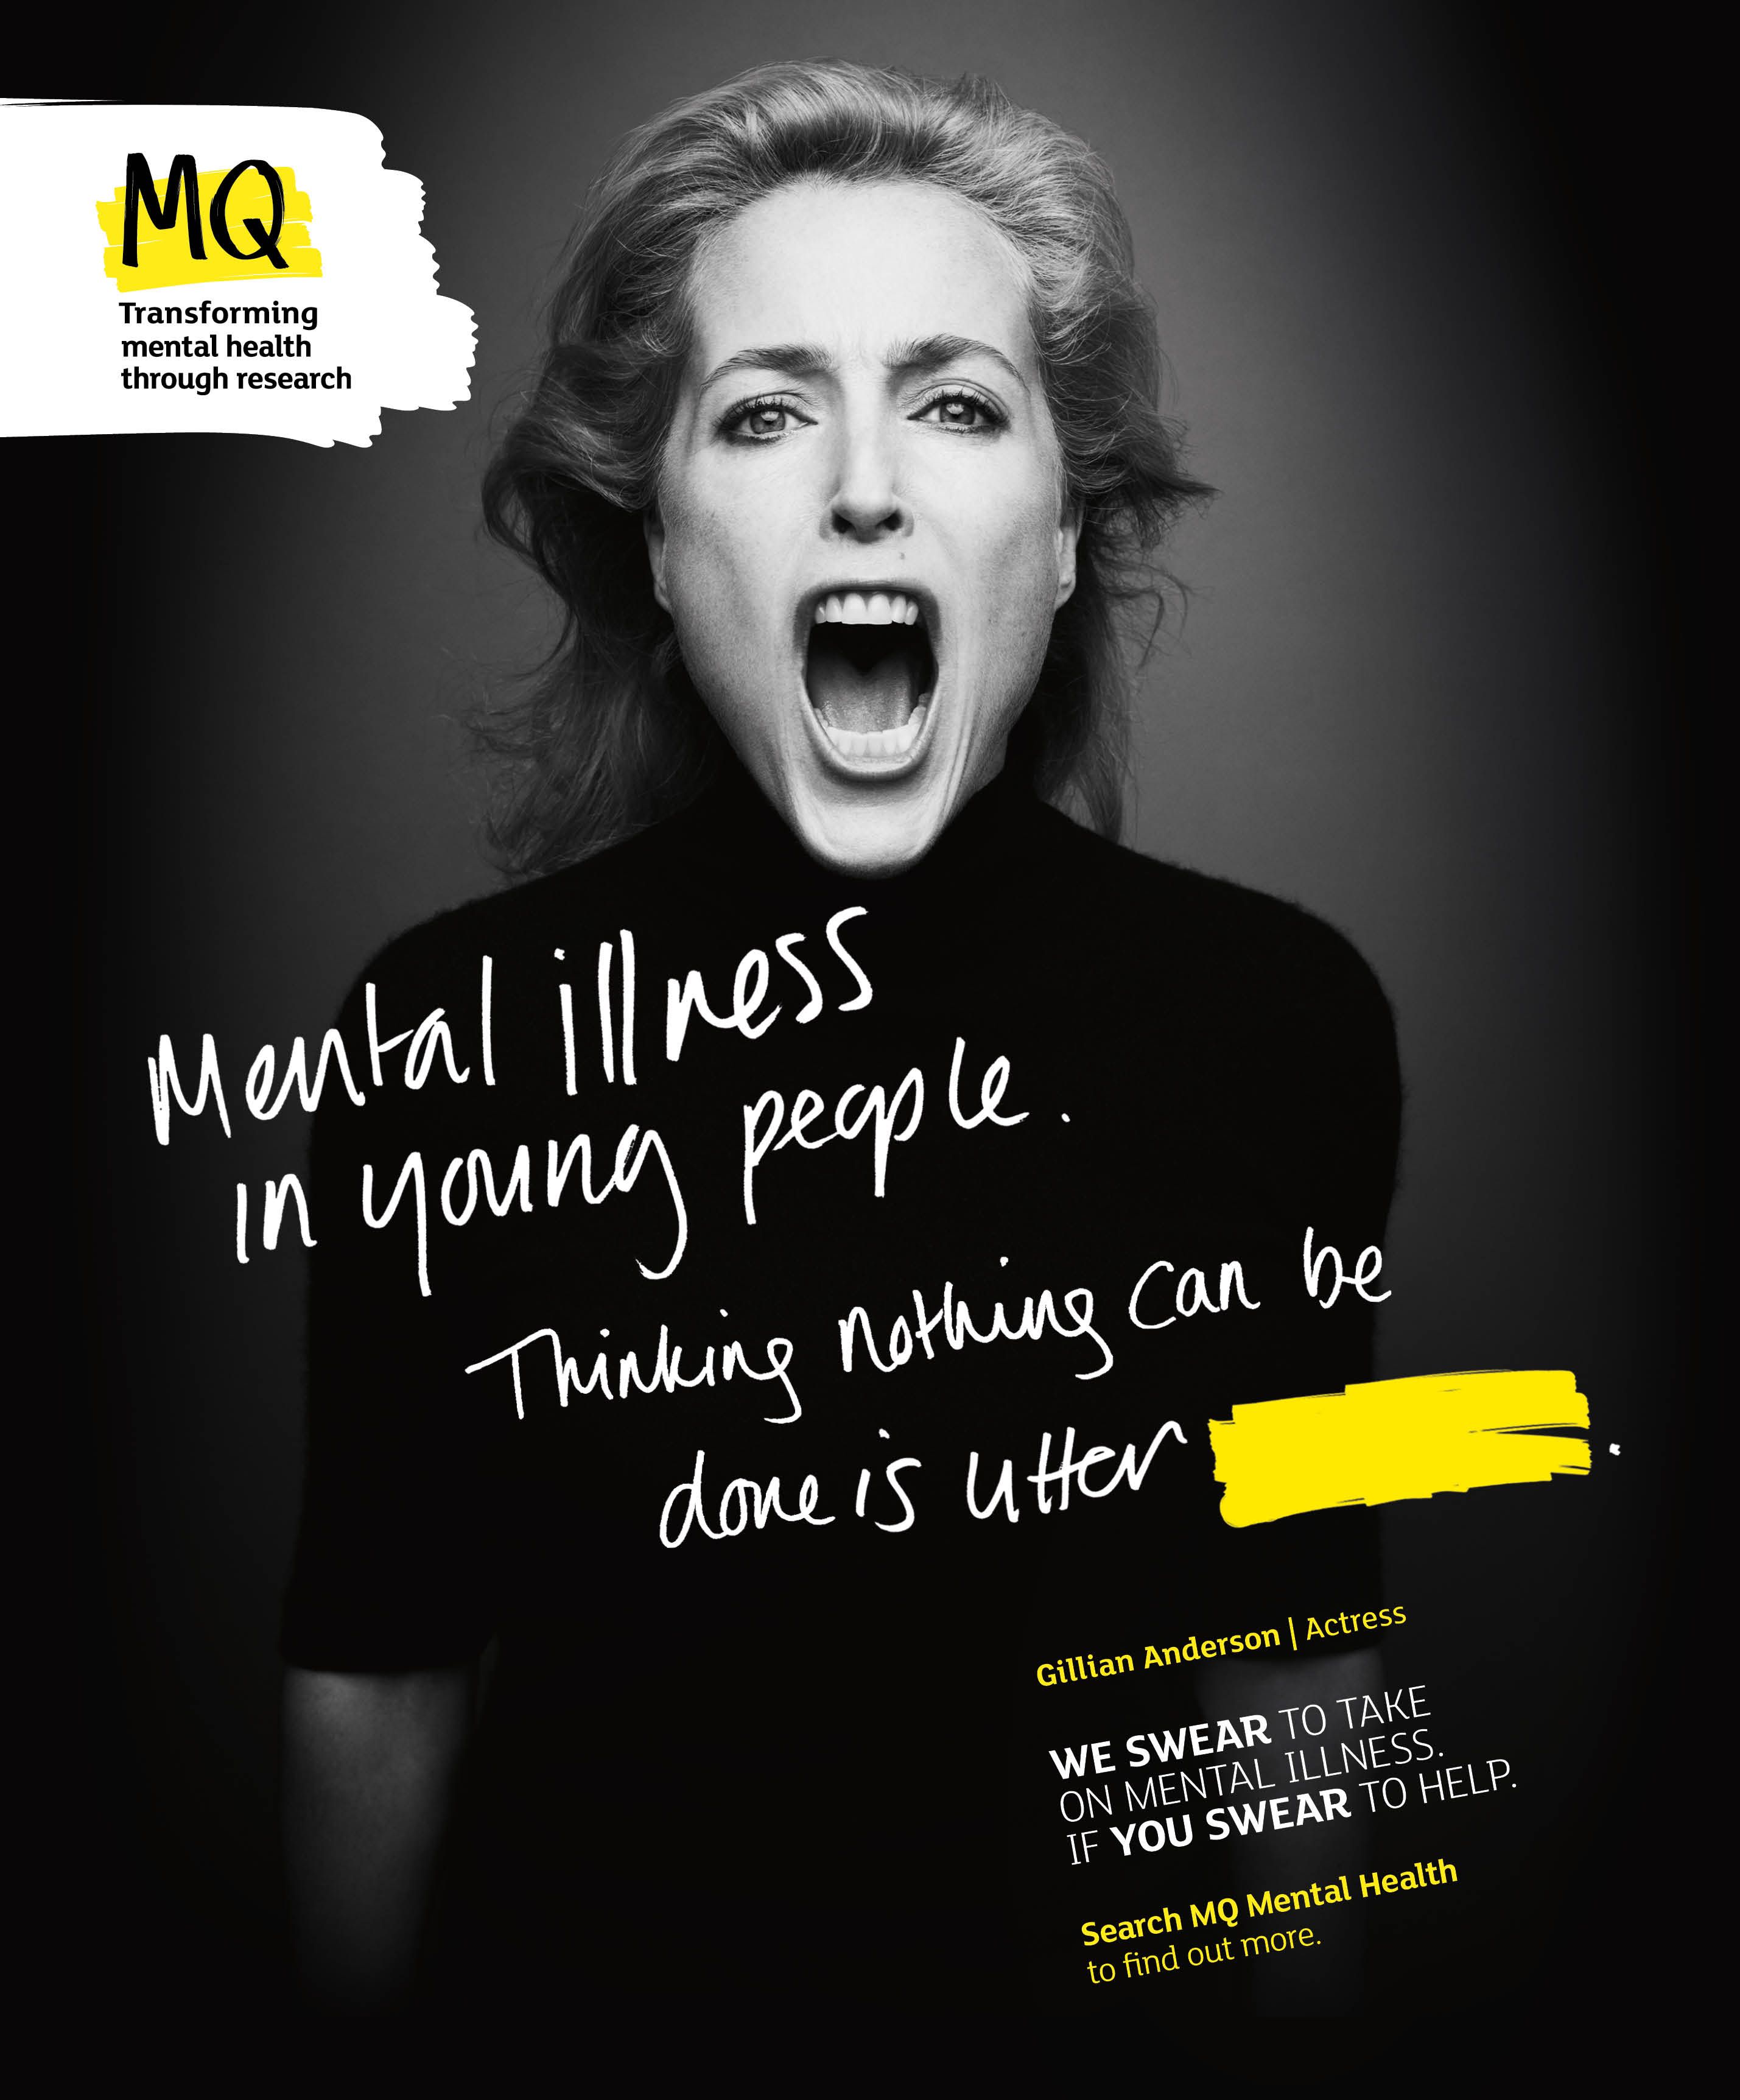 MQ
Transforming
mental health
through research
Mental illness
in young people.
Thinking nothing can be
done is utter .
Gillian Anderson | Actress
WE SWEAR TO TAKE
ON MENTAL ILLNESS.
IF YOU SWEAR TO HELP.
Search MQ Mental Health
to find out more.